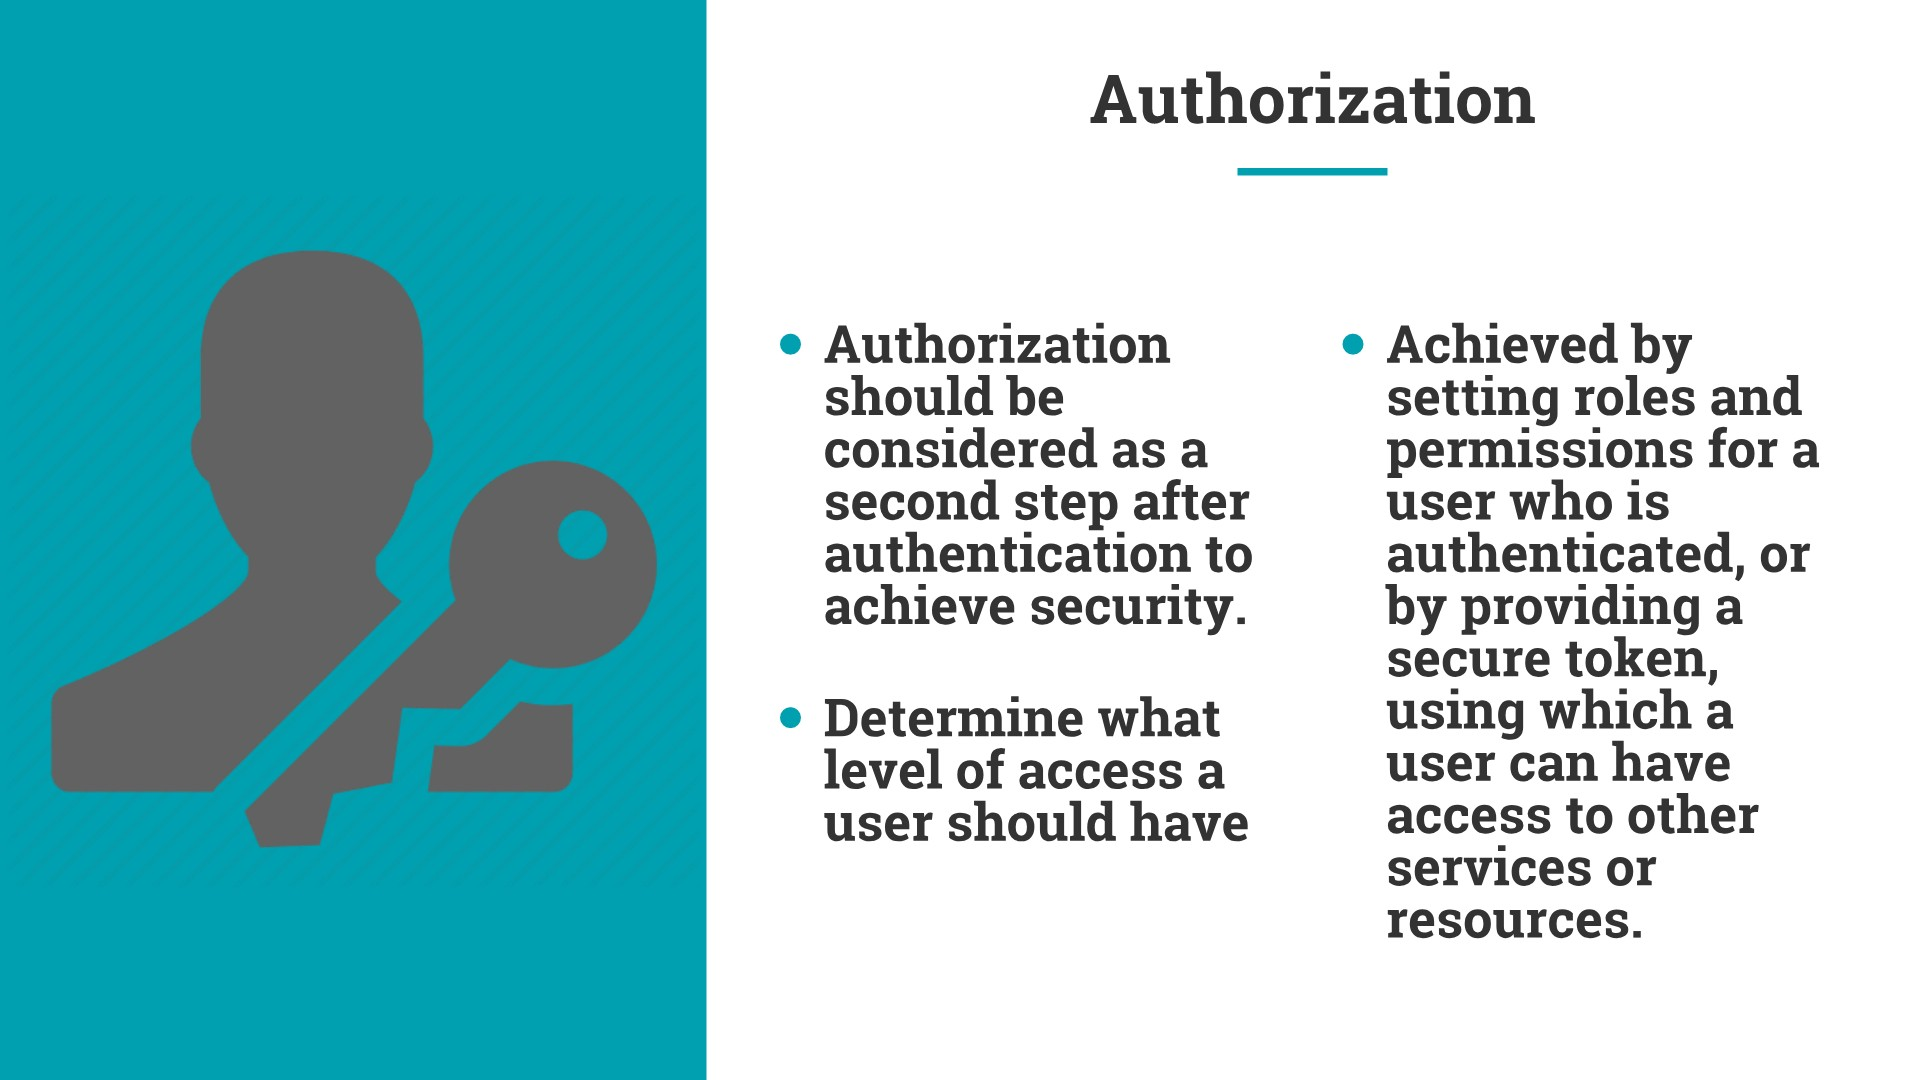 Authorization
Authorization
should be
considered as a
second step after
authentication to
achieve security.
Determine what
level of access a
user should have
Achieved by
setting roles and
permissions for a
user who is
authenticated, or
by providing a
secure token,
using which a
user can have
access to other
services or
resources.